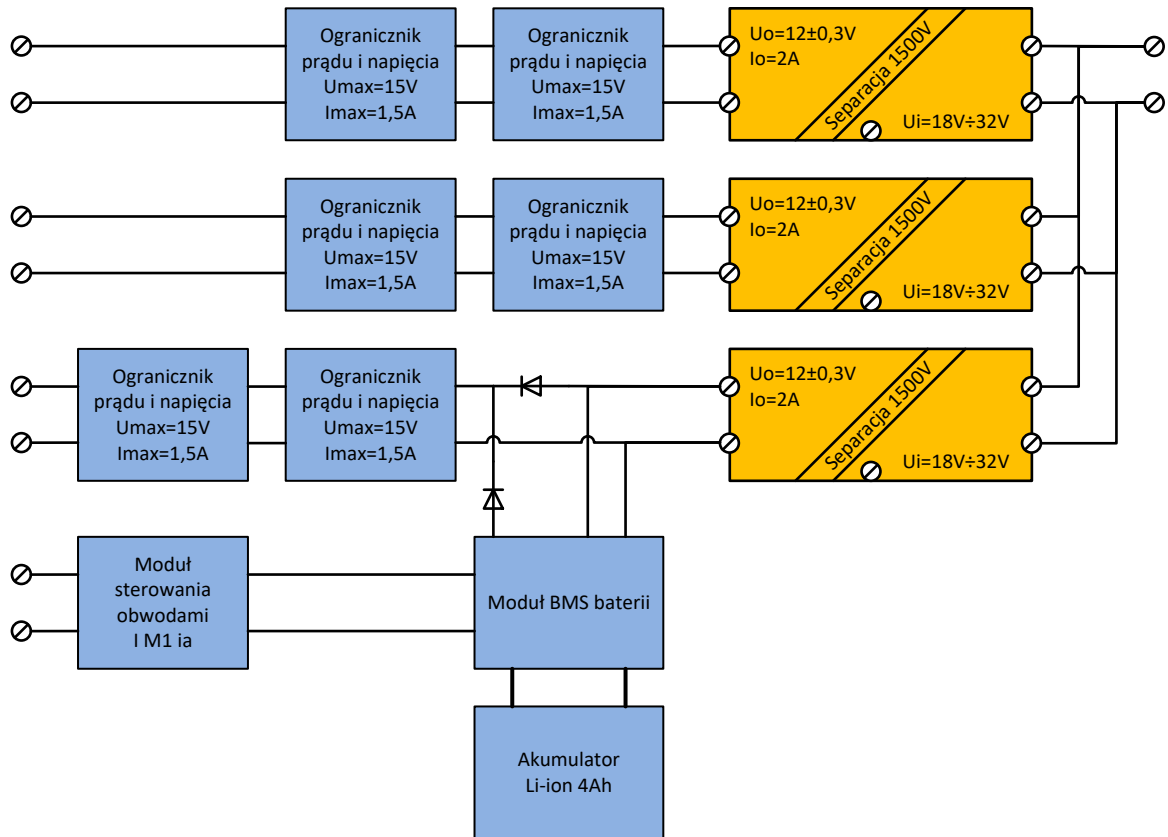 Ogranicznik
prądu i napięcia
Umax=15V
Imax=1,5A
Ogranicznik
prądu i napięcia
Umax=15V
Imax=1,5A
Uo=12±0,3V
Io=2A
Separacja 1500V
Ui=18V÷32V
Ogranicznik
prądu i napięcia
Umax=15V
Imax=1,5A
Ogranicznik
prądu i napięcia
Umax=15V
Imax=1,5A
Uo=12±0,3V
Io=2A
Separacja 1500V
Ui=18V÷32V
Ogranicznik
prądu i napięcia
Umax=15V
Imax=1,5A
Ogranicznik
prądu i napięcia
Umax=15V
Imax=1,5A
Uo=12±0,3V
Io=2A
Separacja 1500V
Ui=18V÷32V
Moduł
sterowania
obwodami
I M1 ia
Moduł BMS baterii
Akumulator
Li-ion 4Ah